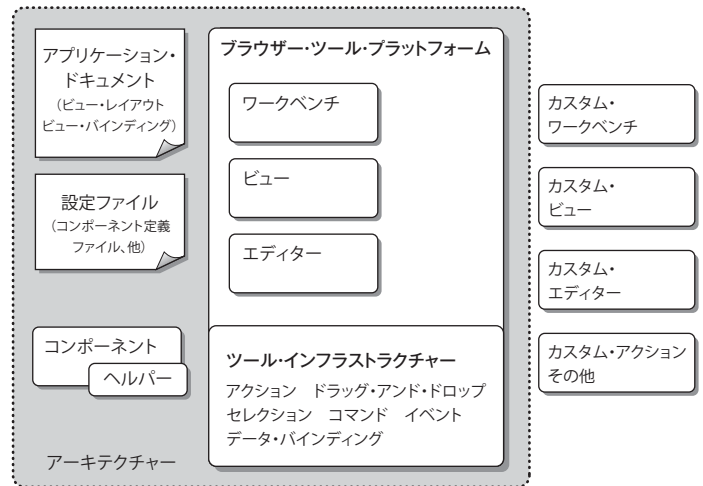 アプリケーション・
ドキュメント
（ビュー・レイアウト
ビュー・バインディング）
設定ファイル
（コンポーネント定義
ファイル、他）
コンポーネント
ヘルパー
アーキテクチャー
ブラウザー・ツール・プラットフォーム
ワークベンチ
ビュー
エディター
ツール・インフラストラクチャー
アクション　ドラッグ・アンド・ドロップ
セレクション　コマンド　イベント
データ・バインディング
カスタム・
ワークベンチ
カスタム・
ビュー
カスタム・
エディター
カスタム・アクション
その他